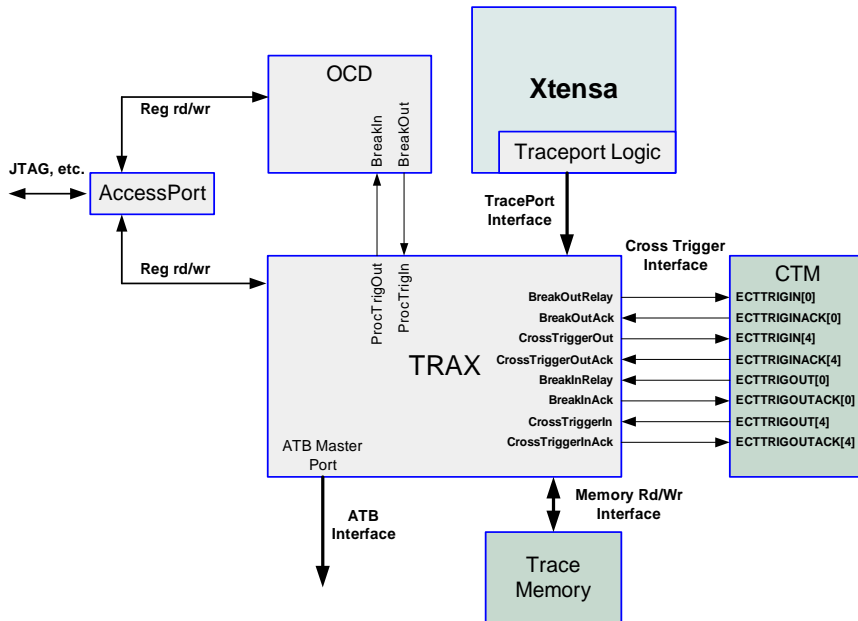 OCD
Xtensa
Traceport Logic
BreakIn
BreakOut
Reg rd/wr
JTAG, etc.
AccessPort
Reg rd/wr
TracePort
Interface
Cross Trigger
Interface
ProcTrigOut
ProcTrigIn
TRAX
BreakOutRelay
BreakOutAck
CrossTriggerOut
CrossTriggerOutAck
BreakInRelay
BreakInAck
CrossTriggerIn
CrossTriggerInAck
CTM
ECTTRIGIN[0]
ECTTRIGINACK[0]
ECTTRIGIN[4]
ECTTRIGINACK[4]
ECTTRIGOUT[0]
ECTTRIGOUTACK[0]
ECTTRIGOUT[4]
ECTTRIGOUTACK[4]
ATB Master
Port
ATB
Interface
Memory Rd/Wr
Interface
Trace
Memory